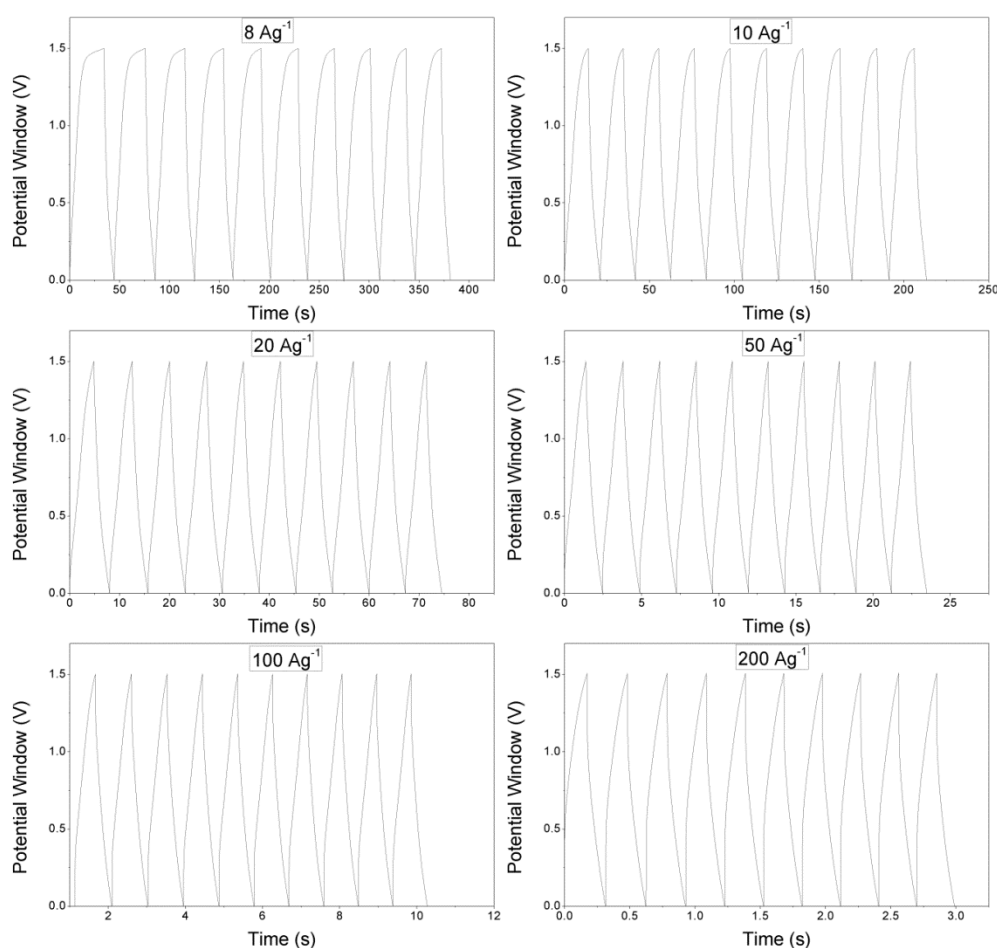 8 Ag⁻¹
Potential Window (V)
1.5
1.0
0.5
0.0
0 50 100 150 200 250 300 350 400
Time (s)
10 Ag⁻¹
Potential Window (V)
1.5
1.0
0.5
0.0
0 50 100 150 200 250
Time (s)
20 Ag⁻¹
Potential Window (V)
1.5
1.0
0.5
0.0
0 10 20 30 40 50 60 70 80
Time (s)
50 Ag⁻¹
Potential Window (V)
1.5
1.0
0.5
0.0
0 5 10 15 20 25
Time (s)
100 Ag⁻¹
Potential Window (V)
1.5
1.0
0.5
0.0
2 4 6 8 10 12
Time (s)
200 Ag⁻¹
Potential Window (V)
1.5
1.0
0.5
0.0
0.0 0.5 1.0 1.5 2.0 2.5 3.0
Time (s)